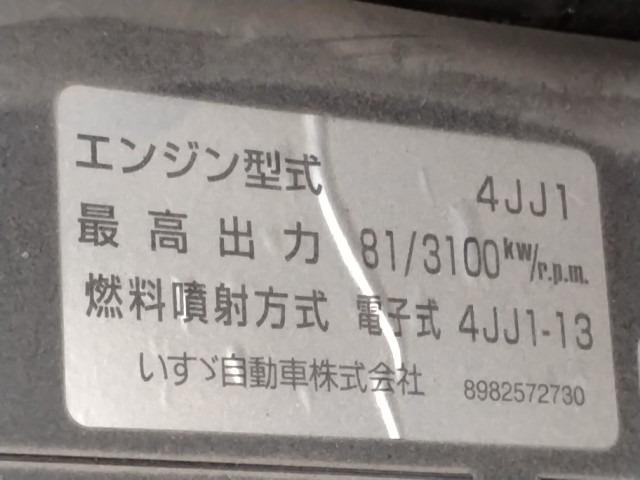 エンジン型式 4JJ1
最高出力 81/3100kw/r.p.m.
燃料噴射方式 電子式 4JJ1-13
いすゞ自動車株式会社 8982572730